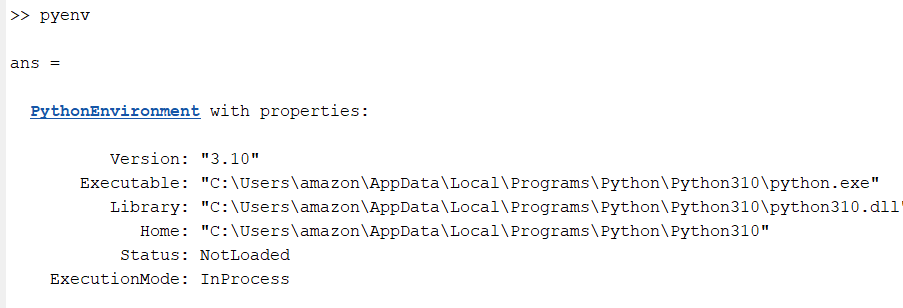 >> pyenv
ans =
PythonEnvironment with properties:
Version: "3.10"
Executable: "C:\Users\amazon\AppData\Local\Programs\Python\Python310\python.exe"
Library: "C:\Users\amazon\AppData\Local\Programs\Python\Python310\python310.dll"
Home: "C:\Users\amazon\AppData\Local\Programs\Python\Python310"
Status: NotLoaded
ExecutionMode: InProcess